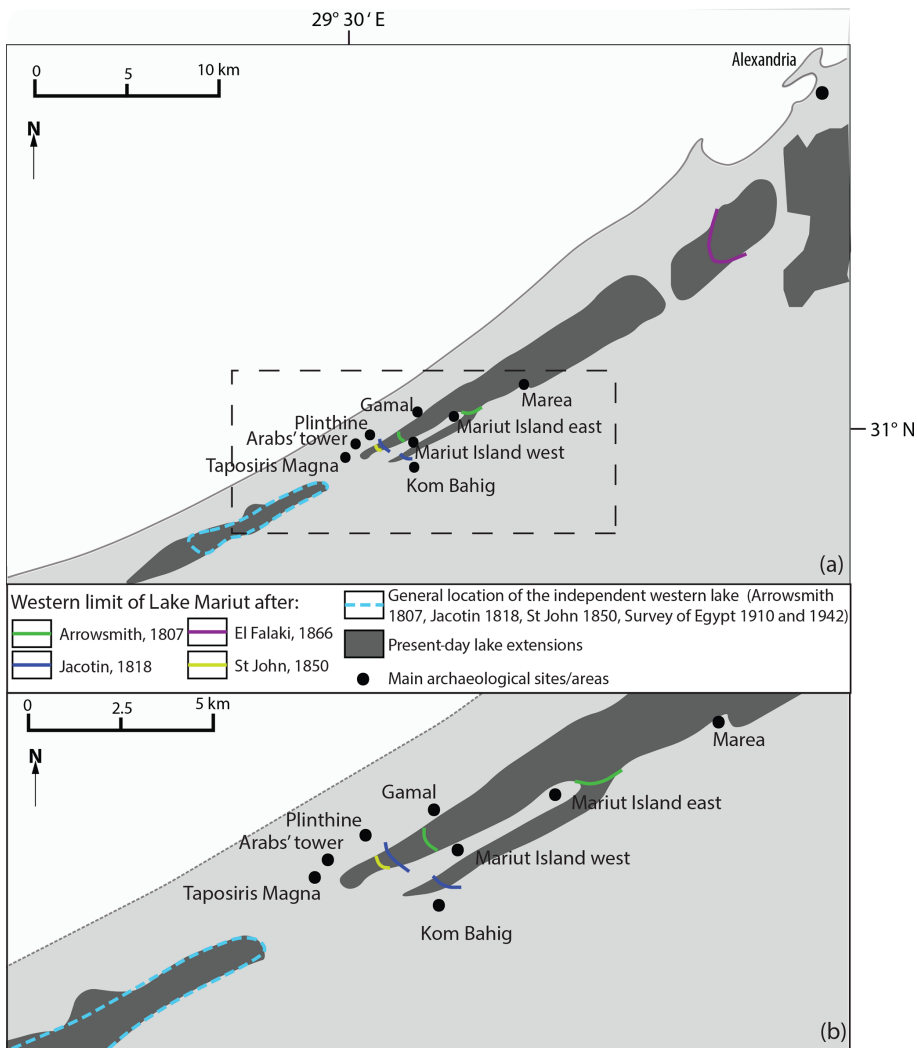 29° 30‘ E
0 5 10 km
N
Alexandria
Gamal
Marea
Plinthine
Mariut Island east
Arabs’ tower
31° N
Mariut Island west
Taposiris Magna
Kom Bahig
(a)
Western limit of Lake Mariut after:
Arrowsmith, 1807
El Falaki, 1866
Jacotin, 1818
St John, 1850
General location of the independent western lake (Arrowsmith
1807, Jacotin 1818, St John 1850, Survey of Egypt 1910 and 1942)
Present-day lake extensions
Main archaeological sites/areas
0 2.5 5 km
N
Marea
Gamal
Mariut Island east
Plinthine
Arabs’ tower
Mariut Island west
Taposiris Magna
Kom Bahig
(b)